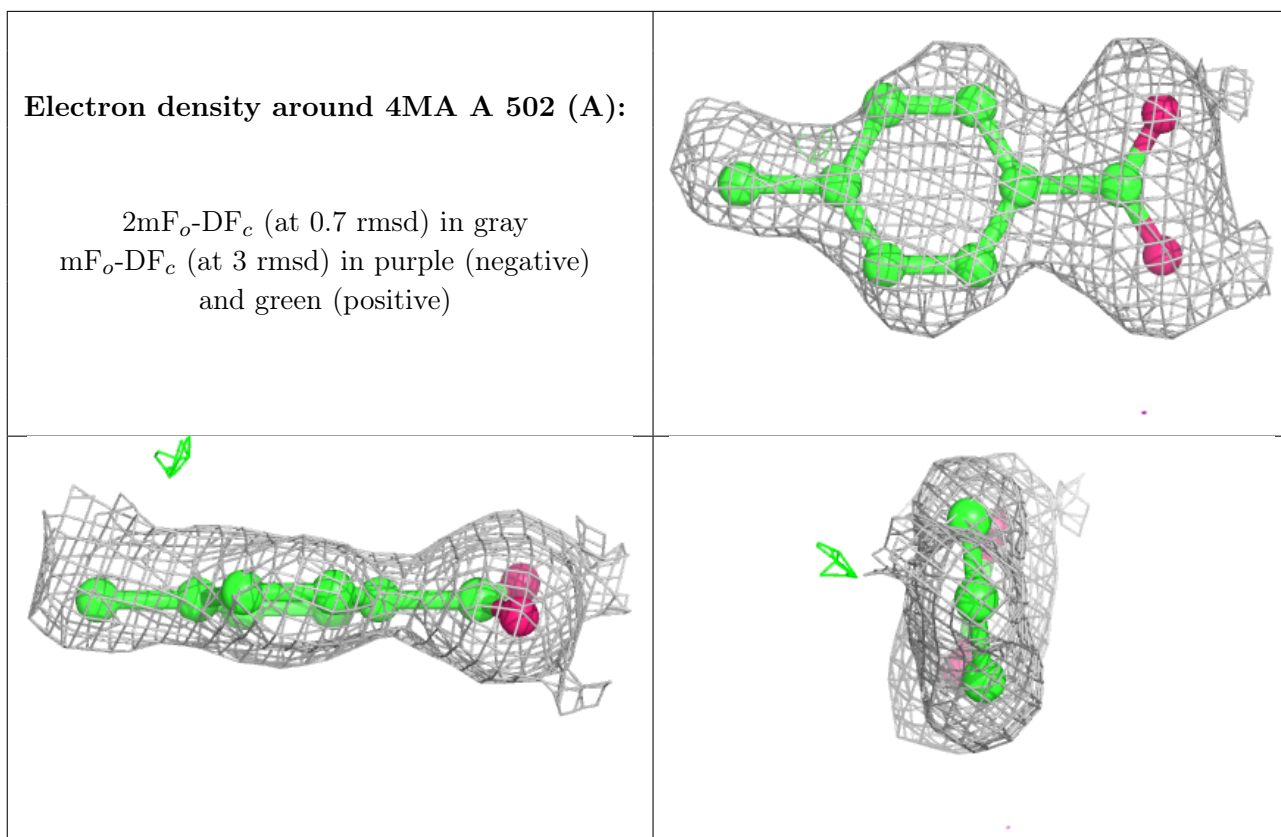 Electron density around 4MA A 502 (A):
2mFo-DFc (at 0.7 rmsd) in gray
mFo-DFc (at 3 rmsd) in purple (negative)
and green (positive)